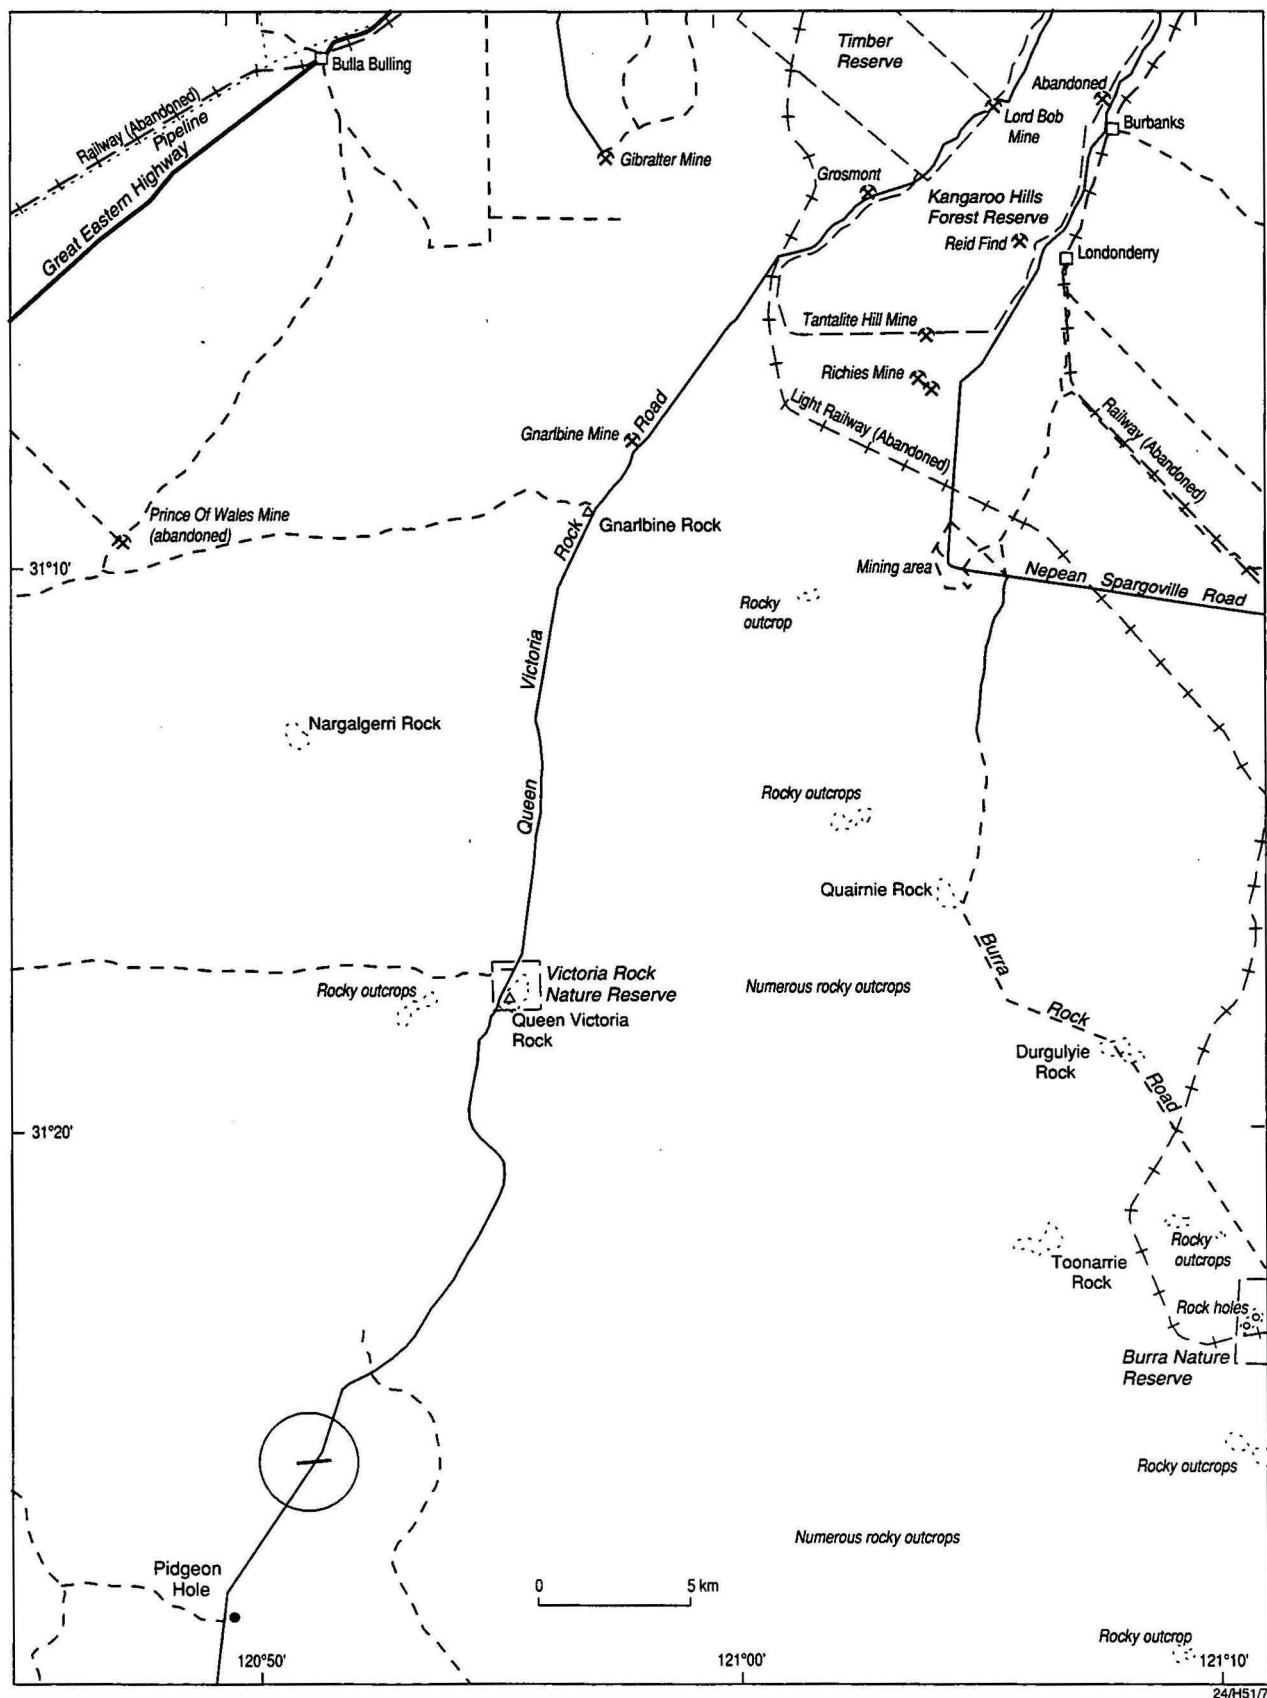 Timber
Reserve
Bulla Bulling
Abandoned
Lord Bob
Mine
Burbanks
Railway (Abandoned)
Pipeline
Great Eastern Highway
Gibralter Mine
Grosmont
Kangaroo Hills
Forest Reserve
Reid Find
Londonderry
Tantalite Hill Mine
Richies Mine
Light Railway (Abandoned)
Railway (Abandoned)
Gnarlbine Mine
Road
Prince Of Wales Mine
(abandoned)
Gnarlbine Rock
Rock
31°10'
Mining area
Nepean Spargoville Road
Rocky
outcrop
Victoria
Nargalgerri Rock
Queen
Rocky outcrops
Quairnie Rock
Burra
Rocky outcrops
Victoria Rock
Nature Reserve
Numerous rocky outcrops
Queen Victoria
Rock
Rock
Durgulyie
Rock
Road
31°20'
Toonarrie
Rock
Rocky
outcrops
Rock holes
Burra Nature
Reserve
Rocky outcrops
Numerous rocky outcrops
Pidgeon
Hole
0
5 km
Rocky outcrop
120°50'
121°00'
121°10'
24/H51/7